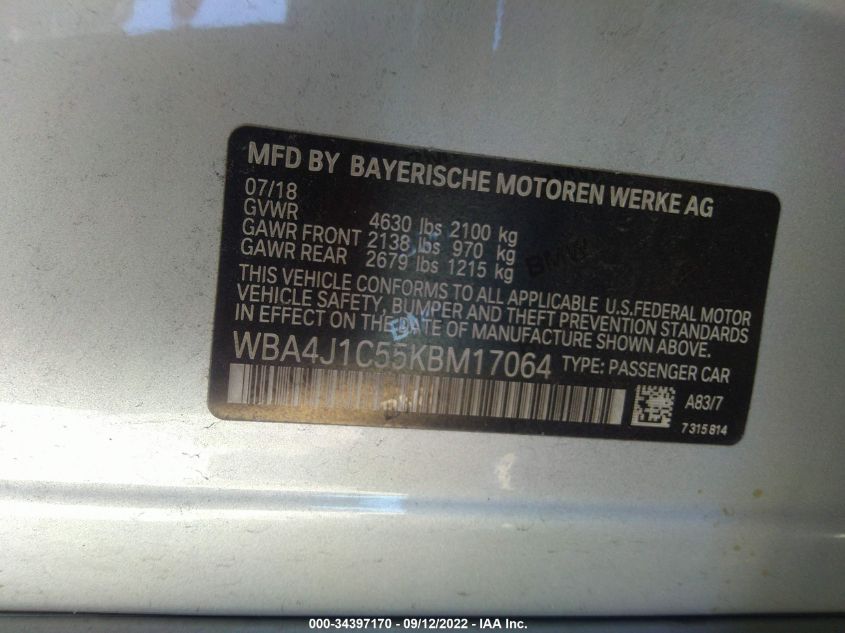 MFD BY BAYERISCHE MOTOREN WERKE AG
07/18
GVWR 4630 lbs 2100 kg
GAWR FRONT 2138 lbs 970 kg
GAWR REAR 2679 lbs 1215 kg
THIS VEHICLE CONFORMS TO ALL APPLICABLE U.S.FEDERAL MOTOR
VEHICLE SAFETY, BUMPER AND THEFT PREVENTION STANDARDS
IN EFFECT ON THE DATE OF MANUFACTURE SHOWN ABOVE.
WBA4J1C55KBM17064 TYPE: PASSENGER CAR
A83/7
7 315 814
BMW
000-34397170 - 09/12/2022 - IAA Inc.